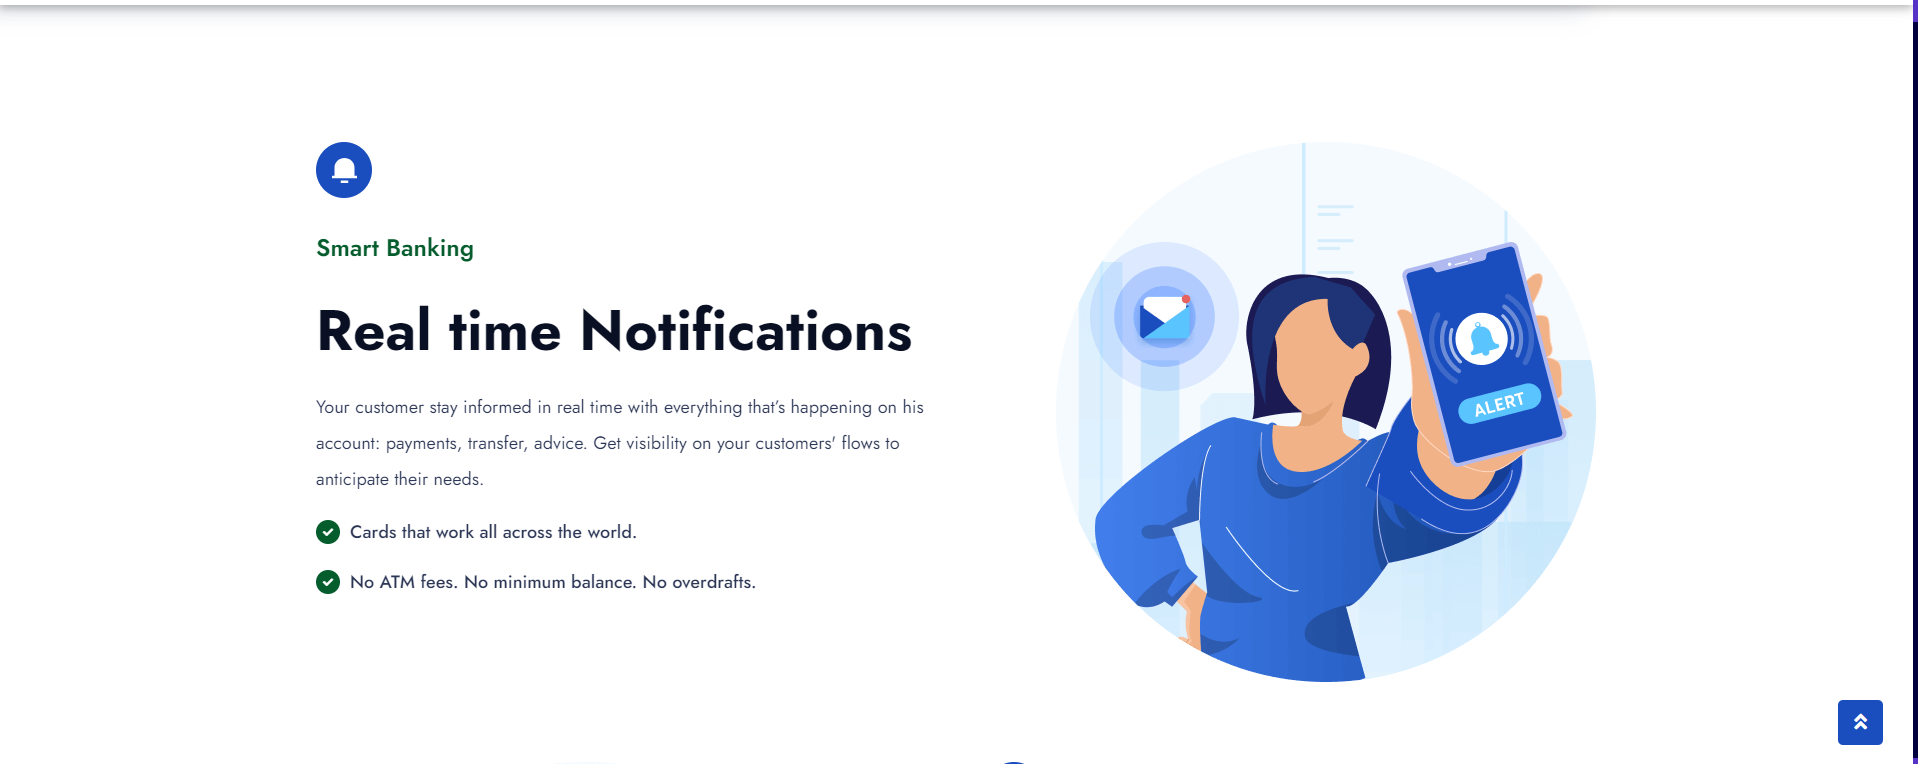 Smart Banking
Real time Notifications
Your customer stay informed in real time with everything that's happening on his
account: payments, transfer, advice. Get visibility on your customers' flows to
anticipate their needs.
Cards that work all across the world.
No ATM fees. No minimum balance. No overdrafts.
ALERT